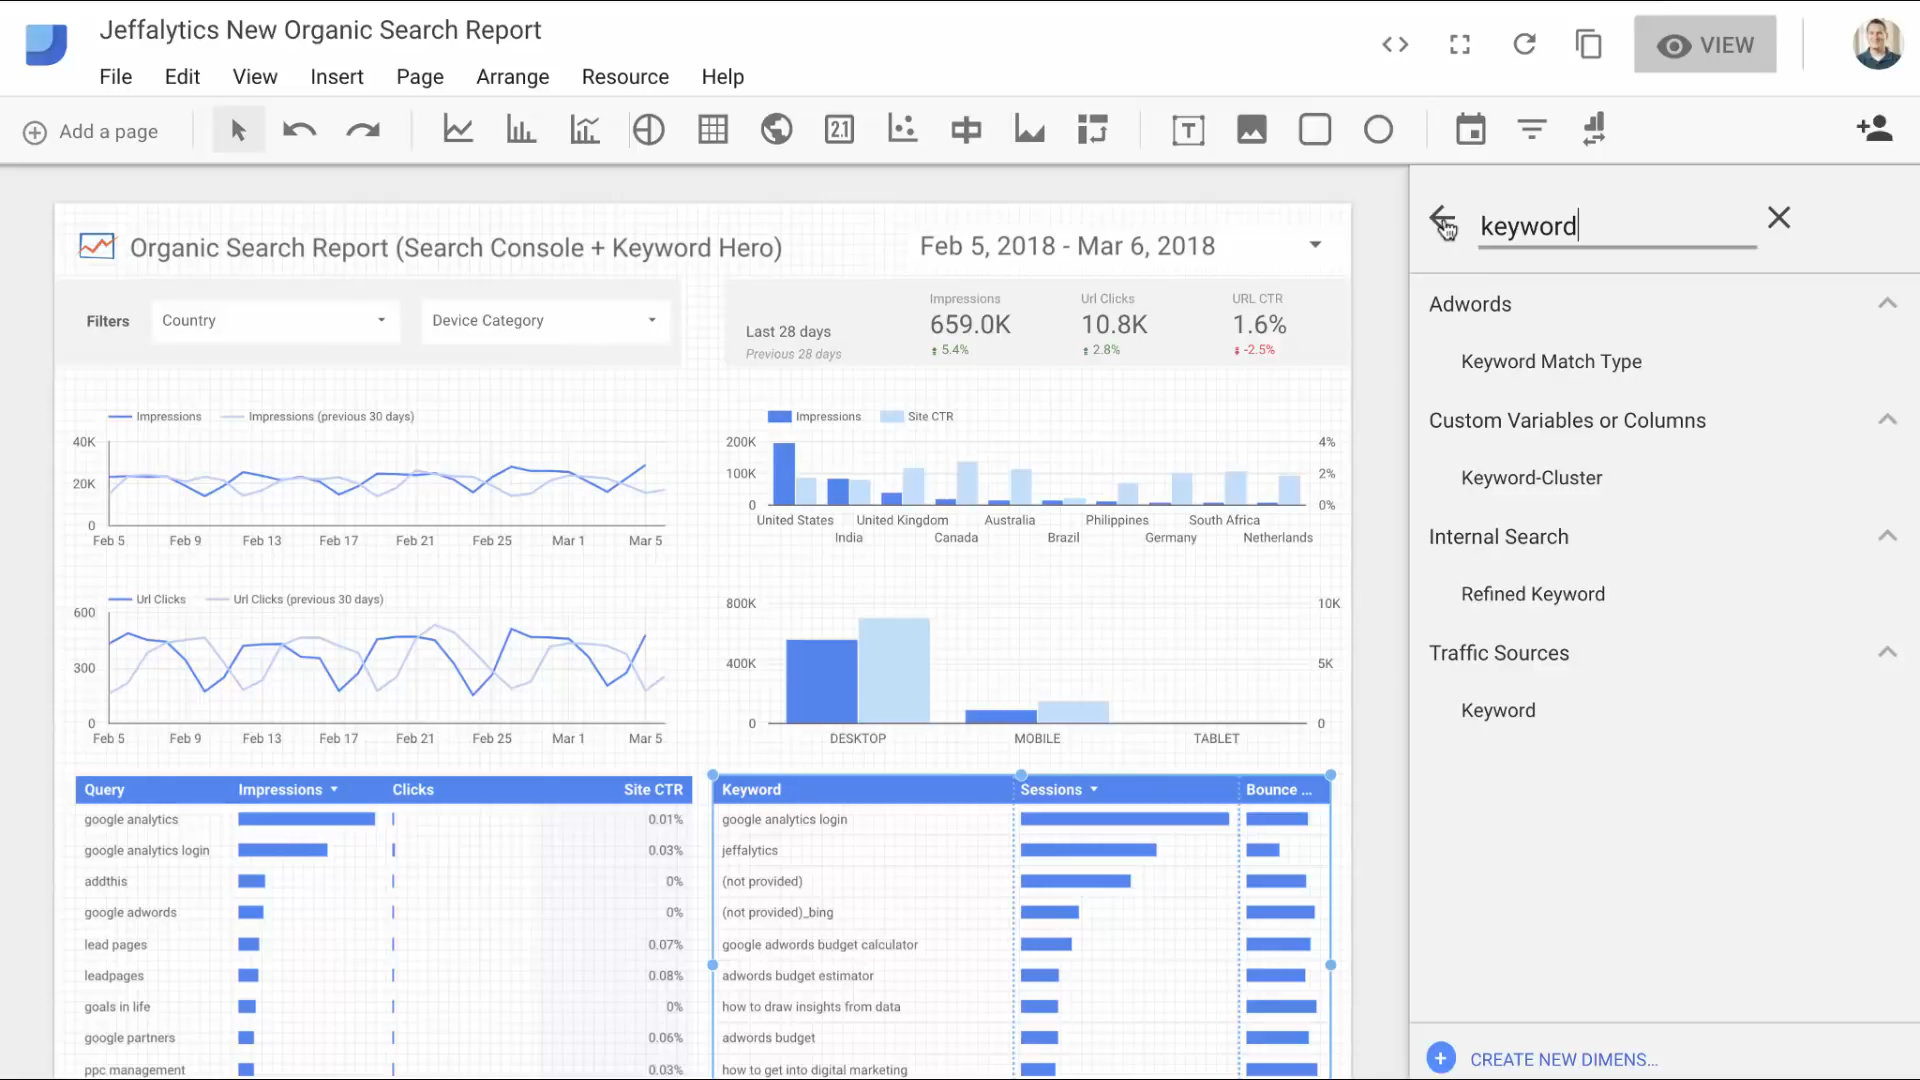 Jeffalytics New Organic Search Report
File Edit View Insert Page Arrange Resource Help
VIEW
Add a page
2.1
T
Organic Search Report (Search Console + Keyword Hero)
Feb 5, 2018 - Mar 6, 2018
Filters Country Device Category
Last 28 days
Previous 28 days
Impressions Url Clicks URL CTR
659.0K 10.8K 1.6%
5.4% 2.8% -2.5%
Impressions Impressions (previous 30 days)
40K
20K
0
Feb 5 Feb 9 Feb 13 Feb 17 Feb 21 Feb 25 Mar 1 Mar 5
Impressions Site CTR
200K 4%
100K 2%
0 0%
United States United Kingdom Australia Philippines South Africa
India Canada Brazil Germany Netherlands
Url Clicks Url Clicks (previous 30 days)
600
300
0
Feb 5 Feb 9 Feb 13 Feb 17 Feb 21 Feb 25 Mar 1 Mar 5
800K 10K
400K 5K
0 0
DESKTOP MOBILE TABLET
Query Impressions Clicks Site CTR
google analytics 0.01%
google analytics login 0.03%
addthis 0%
google adwords 0%
lead pages 0.07%
leadpages 0.08%
goals in life 0%
google partners 0.06%
ppc management 0.03%
Keyword Sessions Bounce ...
google analytics login
jeffalytics
(not provided)
(not provided)_bing
google adwords budget calculator
adwords budget estimator
how to draw insights from data
adwords budget
how to get into digital marketing
keyword
Adwords
Keyword Match Type
Custom Variables or Columns
Keyword-Cluster
Internal Search
Refined Keyword
Traffic Sources
Keyword
CREATE NEW DIMENS...